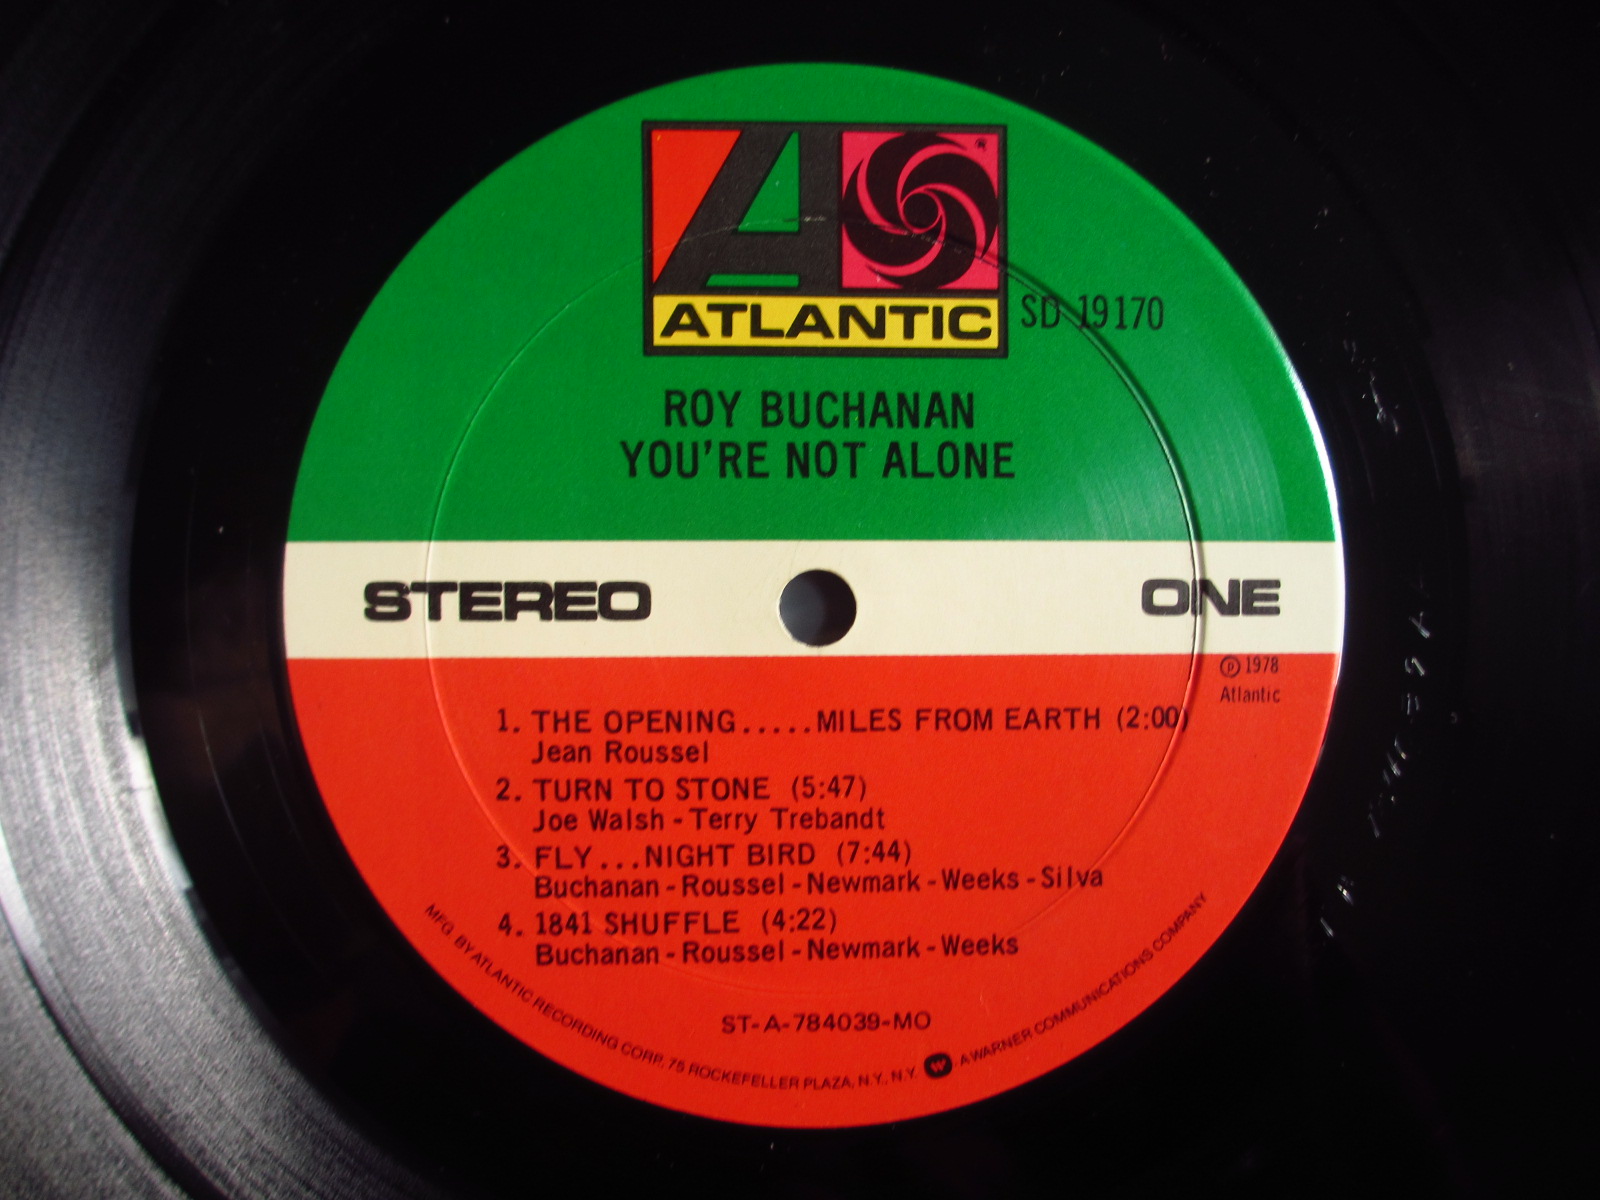 ATLANTIC
®
SD 19170
ROY BUCHANAN
YOU'RE NOT ALONE
STEREO
ONE
℗ 1978
Atlantic
1. THE OPENING.....MILES FROM EARTH (2:00)
Jean Roussel
2. TURN TO STONE (5:47)
Joe Walsh - Terry Trebandt
3. FLY...NIGHT BIRD (7:44)
Buchanan - Roussel - Newmark - Weeks - Silva
4. 1841 SHUFFLE (4:22)
Buchanan - Roussel - Newmark - Weeks
ST-A-784039-MO
MFG. BY ATLANTIC RECORDING CORP. 75 ROCKEFELLER PLAZA, N.Y., N.Y. W A WARNER COMMUNICATIONS COMPANY